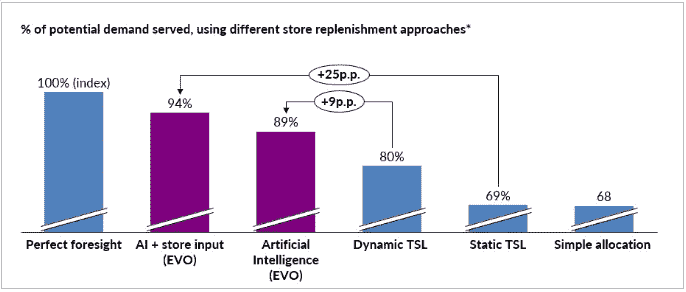 % of potential demand served, using different store replenishment approaches*
+25p.p.
100% (index)
94%
+9p.p.
89%
80%
69%
68
Perfect foresight
AI + store input
(EVO)
Artificial
Intelligence
(EVO)
Dynamic TSL
Static TSL
Simple allocation